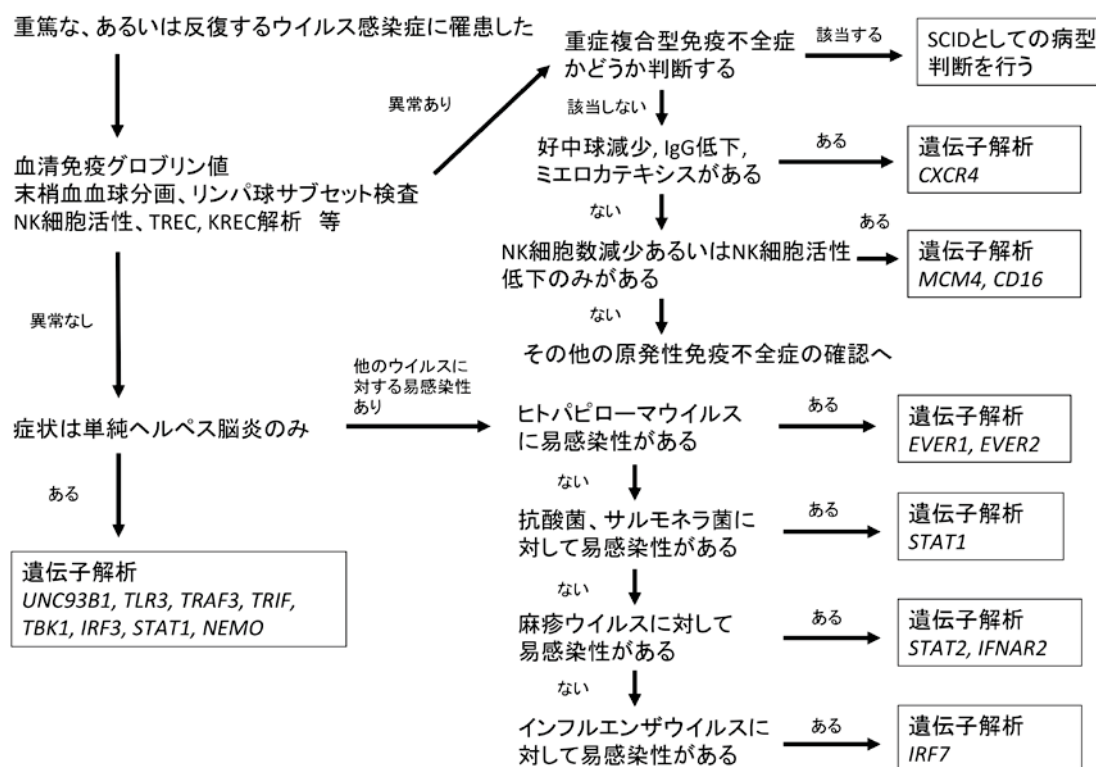 重篤な、あるいは反復するウイルス感染症に罹患した
異常あり
重症複合型免疫不全症
かどうか判断する
該当する
SCIDとしての病型
判断を行う
該当しない
血清免疫グロブリン値
末梢血血球分画、リンパ球サブセット検査
NK細胞活性、TREC, KREC解析 等
好中球減少, IgG低下,
ミエロカテキシスがある
ある
遺伝子解析
CXCR4
ない
NK細胞数減少あるいはNK細胞活性
低下のみがある
ある
遺伝子解析
MCM4, CD16
ない
その他の原発性免疫不全症の確認へ
異常なし
症状は単純ヘルペス脳炎のみ
他のウイルスに
対する易感染性
あり
ヒトパピローマウイルス
に易感染性がある
ある
遺伝子解析
EVER1, EVER2
ない
ある
遺伝子解析
UNC93B1, TLR3, TRAF3, TRIF,
TBK1, IRF3, STAT1, NEMO
抗酸菌、サルモネラ菌に
対して易感染性がある
ある
遺伝子解析
STAT1
ない
麻疹ウイルスに対して
易感染性がある
ある
遺伝子解析
STAT2, IFNAR2
ない
インフルエンザウイルスに
対して易感染性がある
ある
遺伝子解析
IRF7